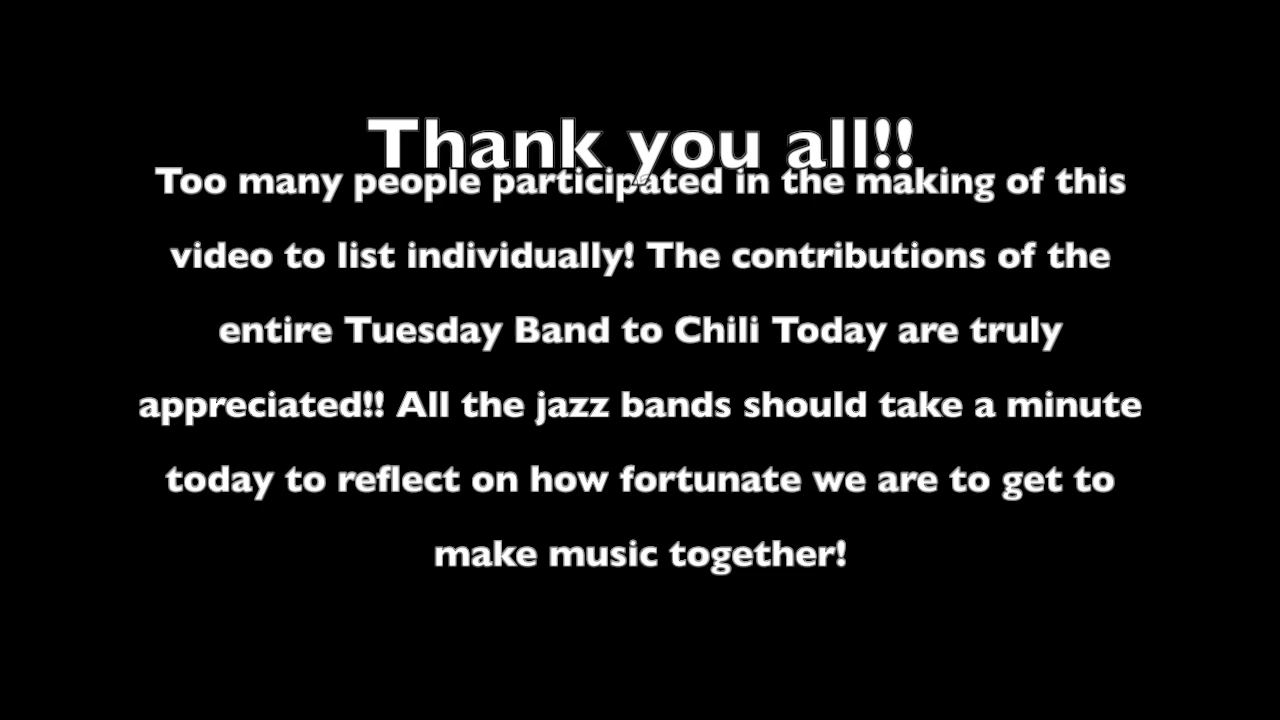 Thank you all!!
Too many people participated in the making of this
video to list individually! The contributions of the
entire Tuesday Band to Chili Today are truly
appreciated!! All the jazz bands should take a minute
today to reflect on how fortunate we are to get to
make music together!